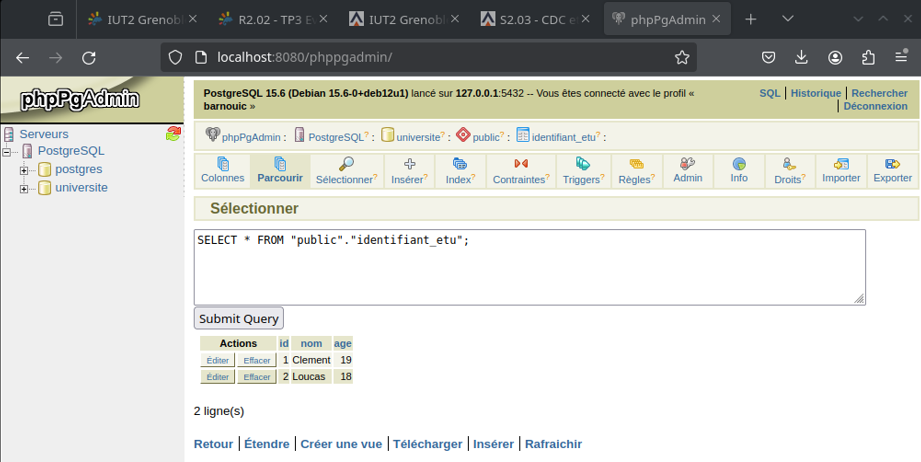 IUT2 Grenobl
R2.02 - TP3 Ev
IUT2 Grenobl
S2.03 - CDC et
phpPgAdmin
localhost:8080/phppgadmin/
phpPgAdmin
Serveurs
PostgreSQL
postgres
universite
PostgreSQL 15.6 (Debian 15.6-0+deb12u1) lancé sur 127.0.0.1:5432 -- Vous êtes connecté avec le profil «
barnouic »
SQL | Historique | Rechercher
| Déconnexion
phpPgAdmin : PostgreSQL? : universite? : public? : identifiant_etu? :
Colonnes Parcourir Sélectionner? Insérer? Index? Contraintes? Triggers? Règles? Admin Info Droits? Importer Exporter
Sélectionner
SELECT * FROM "public"."identifiant_etu";
Submit Query
Actions id nom age
Éditer Effacer 1 Clement 19
Éditer Effacer 2 Loucas 18
2 ligne(s)
Retour | Étendre | Créer une vue | Télécharger | Insérer | Rafraichir